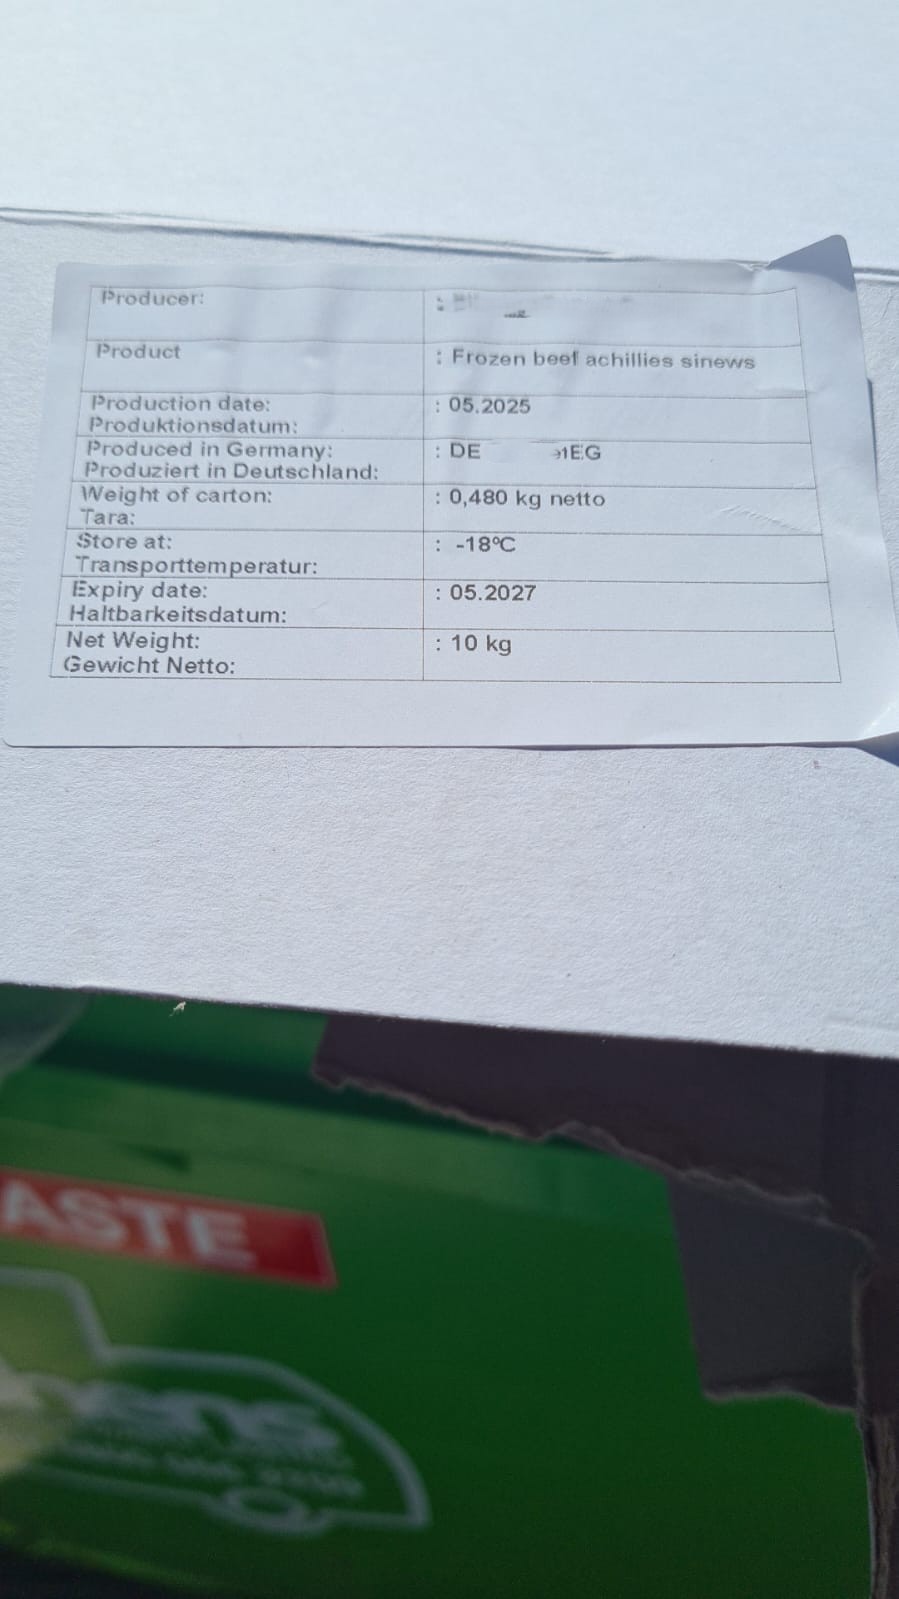 Producer: :
Product : Frozen beef achillies sinews
Production date: : 05.2025
Produktionsdatum:
Produced in Germany: : DE EG
Produziert in Deutschland:
Weight of carton: : 0,480 kg netto
Tara:
Store at: : -18ºC
Transporttemperatur:
Expiry date: : 05.2027
Haltbarkeitsdatum:
Net Weight: : 10 kg
Gewicht Netto:
ASTE